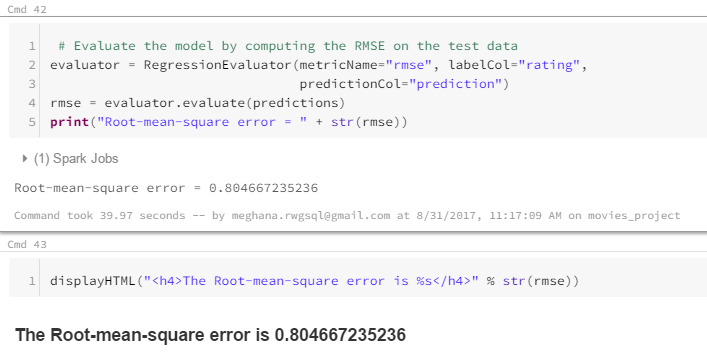 Cmd 42
1 # Evaluate the model by computing the RMSE on the test data
2 evaluator = RegressionEvaluator(metricName="rmse", labelCol="rating",
3 predictionCol="prediction")
4 rmse = evaluator.evaluate(predictions)
5 print("Root-mean-square error = " + str(rmse))
(1) Spark Jobs
Root-mean-square error = 0.804667235236
Command took 39.97 seconds -- by meghana.rwgsql@gmail.com at 8/31/2017, 11:17:09 AM on movies_project
Cmd 43
1 displayHTML("<h4>The Root-mean-square error is %s</h4>" % str(rmse))
The Root-mean-square error is 0.804667235236